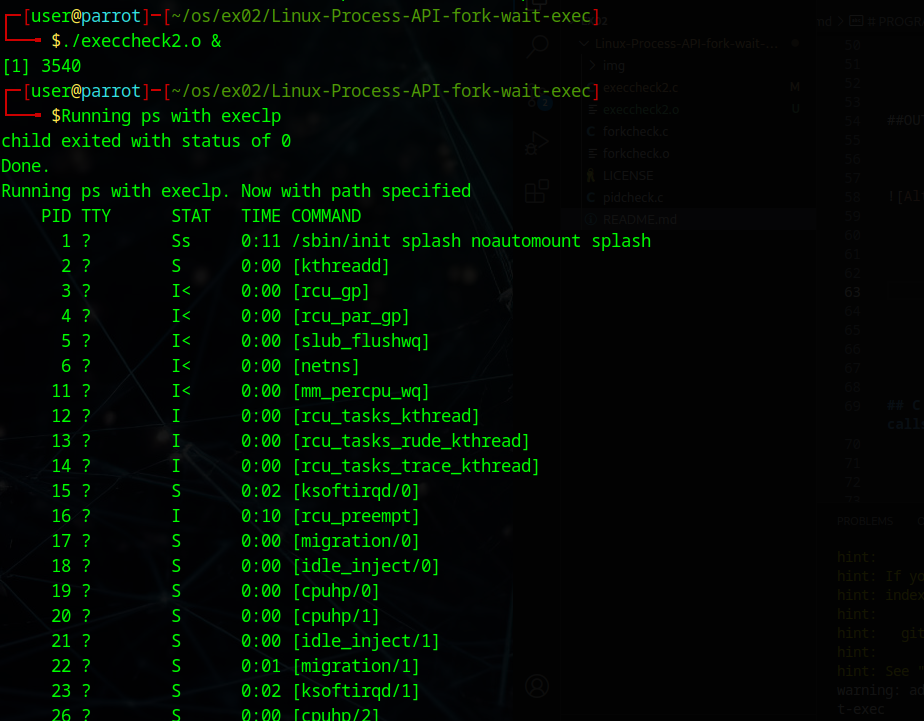 ┌─[user@parrot]─[~/os/ex02/Linux-Process-API-fork-wait-exec]
└──╼ $./execcheck2.o &
[1] 3540
┌─[user@parrot]─[~/os/ex02/Linux-Process-API-fork-wait-exec]
└──╼ $Running ps with execlp
child exited with status of 0
Done.
Running ps with execlp. Now with path specified
    PID TTY      STAT   TIME COMMAND
      1 ?        Ss     0:11 /sbin/init splash noautomount splash
      2 ?        S      0:00 [kthreadd]
      3 ?        I<     0:00 [rcu_gp]
      4 ?        I<     0:00 [rcu_par_gp]
      5 ?        I<     0:00 [slub_flushwq]
      6 ?        I<     0:00 [netns]
     11 ?        I<     0:00 [mm_percpu_wq]
     12 ?        I      0:00 [rcu_tasks_kthread]
     13 ?        I      0:00 [rcu_tasks_rude_kthread]
     14 ?        I      0:00 [rcu_tasks_trace_kthread]
     15 ?        S      0:02 [ksoftirqd/0]
     16 ?        I      0:10 [rcu_preempt]
     17 ?        S      0:00 [migration/0]
     18 ?        S      0:00 [idle_inject/0]
     19 ?        S      0:00 [cpuhp/0]
     20 ?        S      0:00 [cpuhp/1]
     21 ?        S      0:00 [idle_inject/1]
     22 ?        S      0:01 [migration/1]
     23 ?        S      0:02 [ksoftirqd/1]
     26 ?        S      0:00 [cpuhp/2]
Linux-Process-API-fork-wait-...
img
execcheck2.c M
execcheck2.o U
C forkcheck.c
forkcheck.o
LICENSE
C pidcheck.c
README.md
md > # PROGR
50
51
52
53
54 ##OU
55
56
57
58 ![Al
59
60
61
62
63
64
65
66
67
68
69 ## C
calls
70
71
72
PROBLEMS
hint:
hint: If yo
hint: index
hint:
hint: git
hint:
hint: See "
warning: ad
t-exec